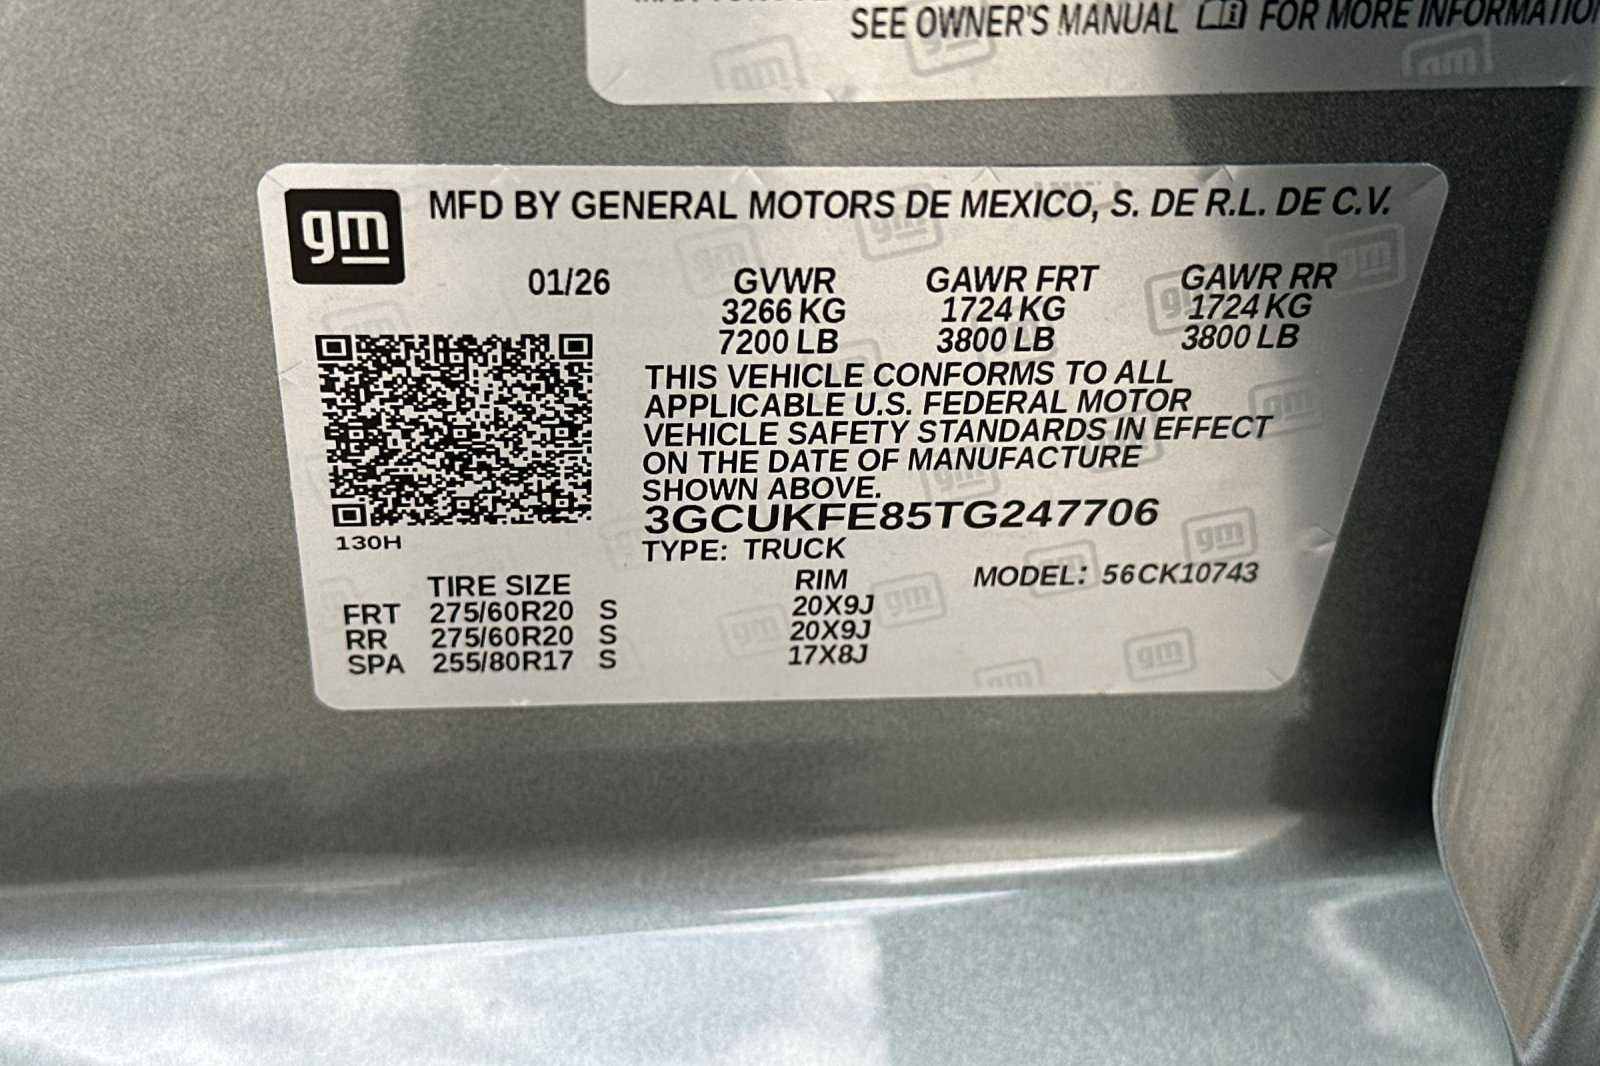 SEE OWNER'S MANUAL FOR MORE INFORMATION
gm
MFD BY GENERAL MOTORS DE MEXICO, S. DE R.L. DE C.V.
01/26 GVWR GAWR FRT GAWR RR
3266 KG 1724 KG 1724 KG
7200 LB 3800 LB 3800 LB
THIS VEHICLE CONFORMS TO ALL
APPLICABLE U.S. FEDERAL MOTOR
VEHICLE SAFETY STANDARDS IN EFFECT
ON THE DATE OF MANUFACTURE
SHOWN ABOVE.
3GCUKFE85TG247706
130H
TYPE: TRUCK
TIRE SIZE RIM MODEL: 56CK10743
FRT 275/60R20 S 20X9J
RR 275/60R20 S 20X9J
SPA 255/80R17 S 17X8J